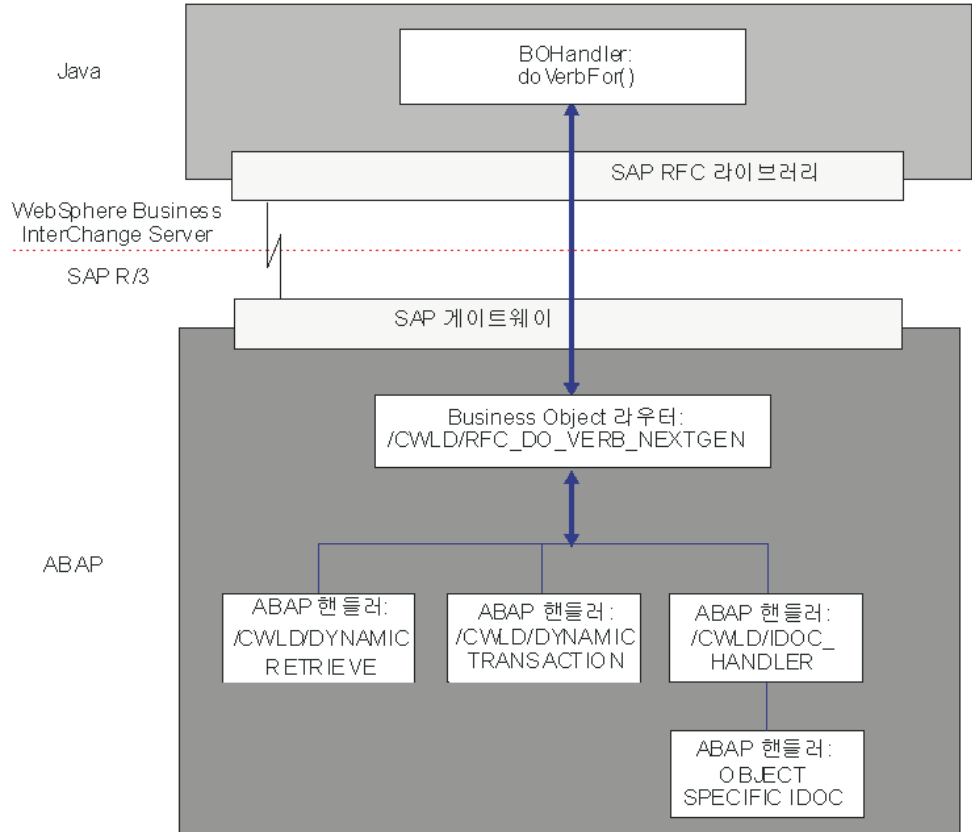 Java
BOHandler:
doVerbFor()
SAP RFC 라이브러리
WebSphere Business
InterChange Server
SAP R/3
SAP 게이트웨이
Business Object 라우터:
/CWLD/RFC_DO_VERB_NEXTGEN
ABAP
ABAP 핸들러:
/CWLD/DYNAMIC
RETRIEVE
ABAP 핸들러:
/CWLD/DYNAMIC
TRANSACTION
ABAP 핸들러:
/CWLD/IDOC_
HANDLER
ABAP 핸들러:
OBJECT
SPECIFIC IDOC